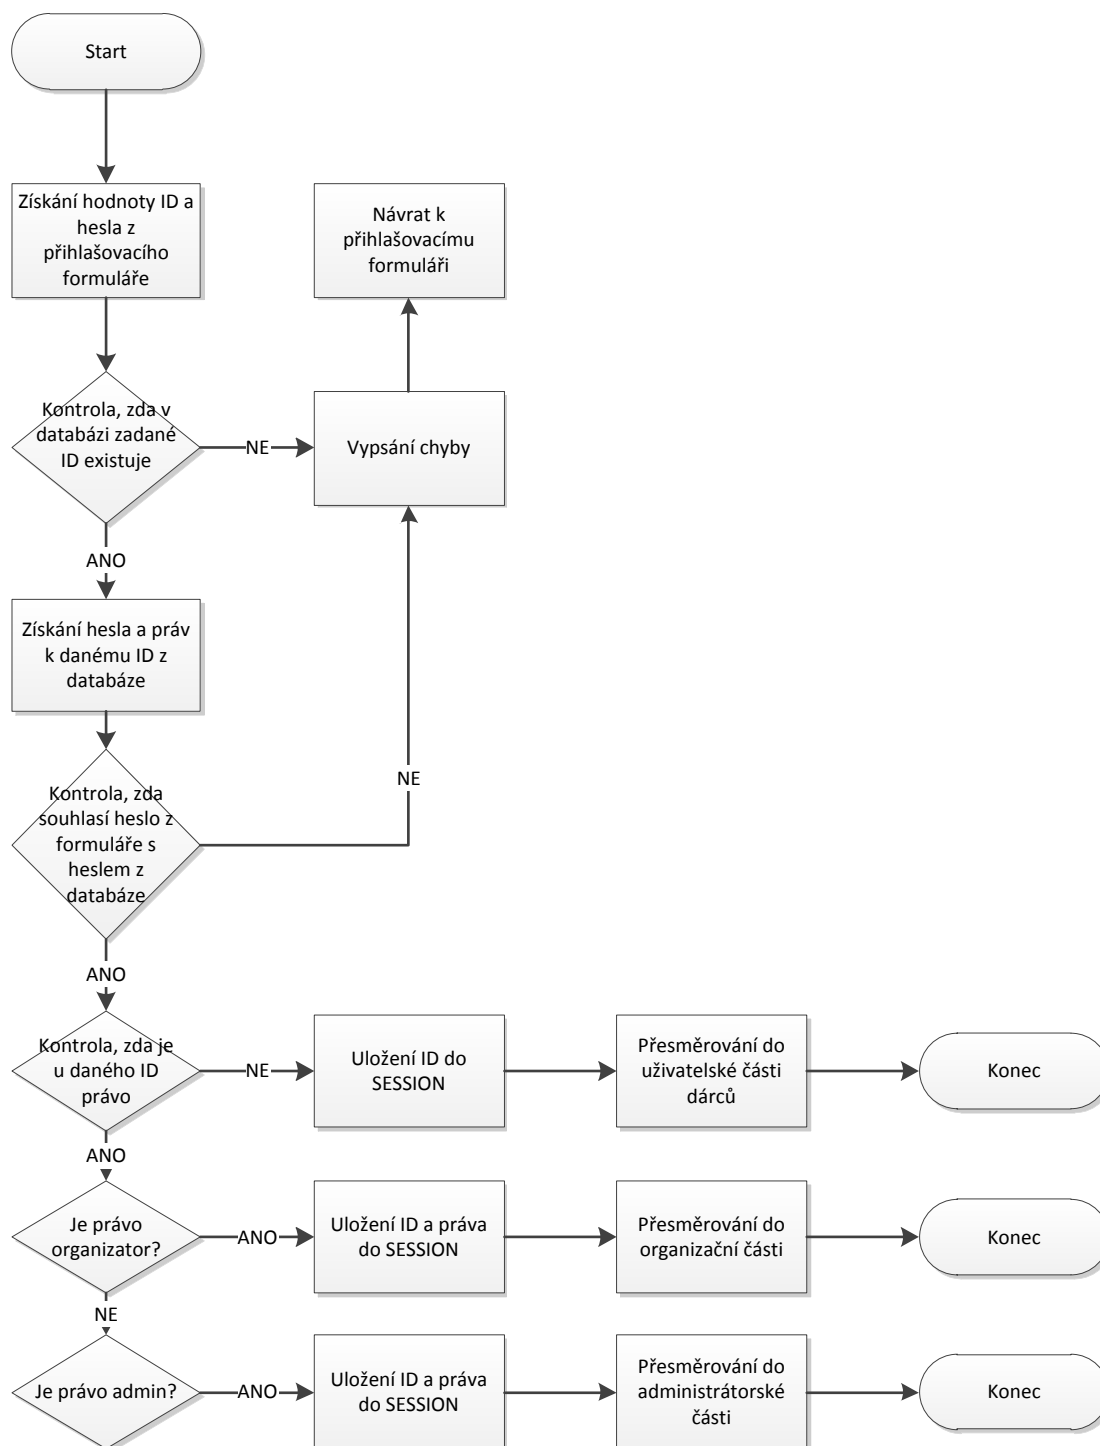 Start
Získání hodnoty ID a
hesla z
přihlašovacího
formuláře
Návrat k
přihlašovacímu
formuláři
Kontrola, zda v
databázi zadané
ID existuje
NE
Vypsání chyby
ANO
Získání hesla a práv
k danému ID z
databáze
Kontrola, zda
souhlasí heslo z
formuláře s
heslem z
databáze
NE
ANO
Kontrola, zda je
u daného ID
právo
NE
Uložení ID do
SESSION
Přesměrování do
uživatelské části
dárců
Konec
ANO
Je právo
organizator?
ANO
Uložení ID a práva
do SESSION
Přesměrování do
organizační části
Konec
NE
Je právo admin?
ANO
Uložení ID a práva
do SESSION
Přesměrování do
administrátorské
části
Konec